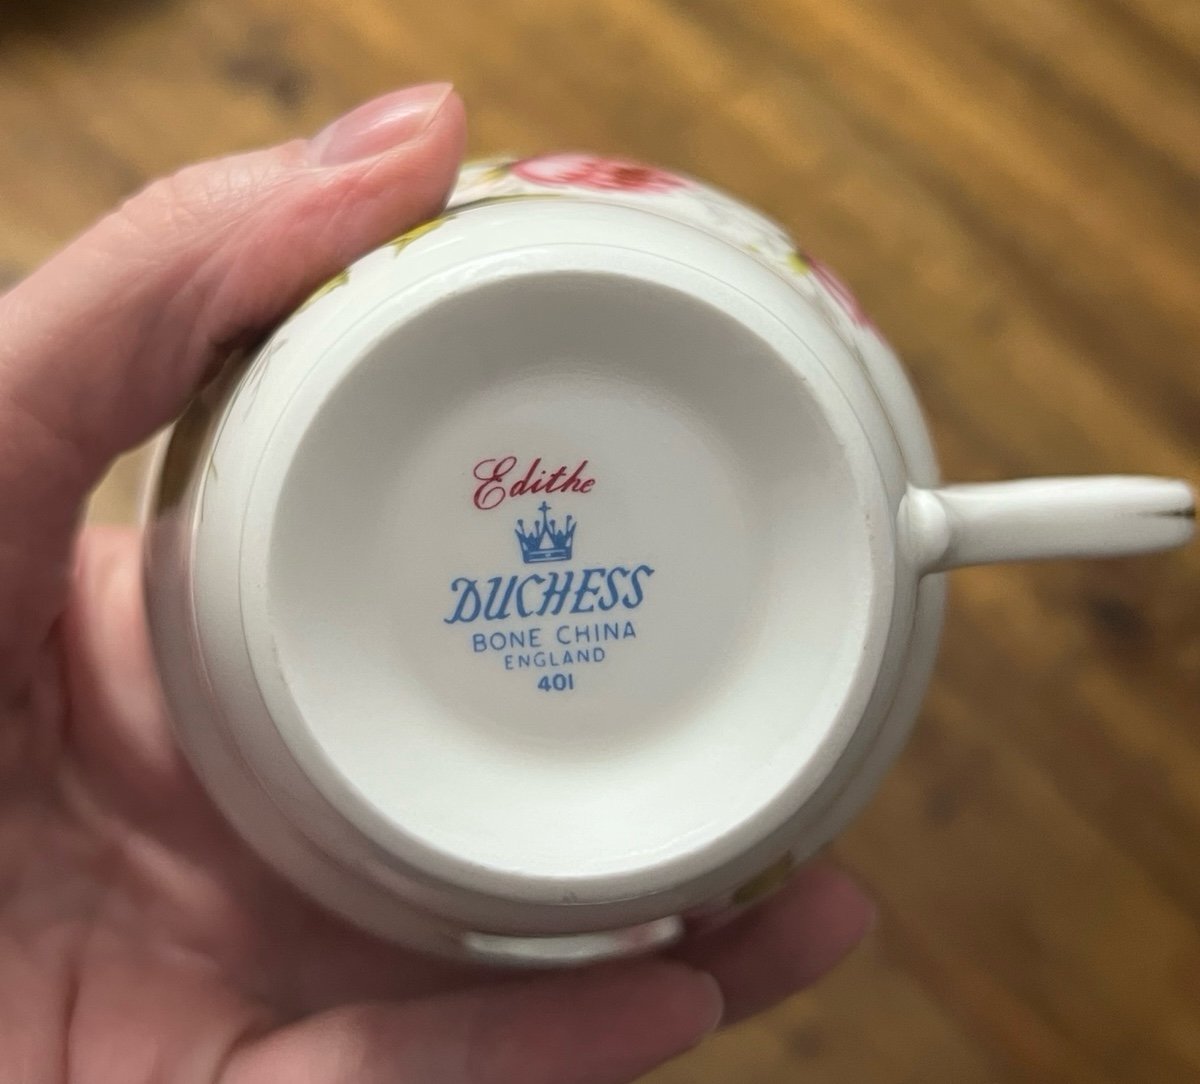 Edithe
DUCHESS
BONE CHINA
ENGLAND
401